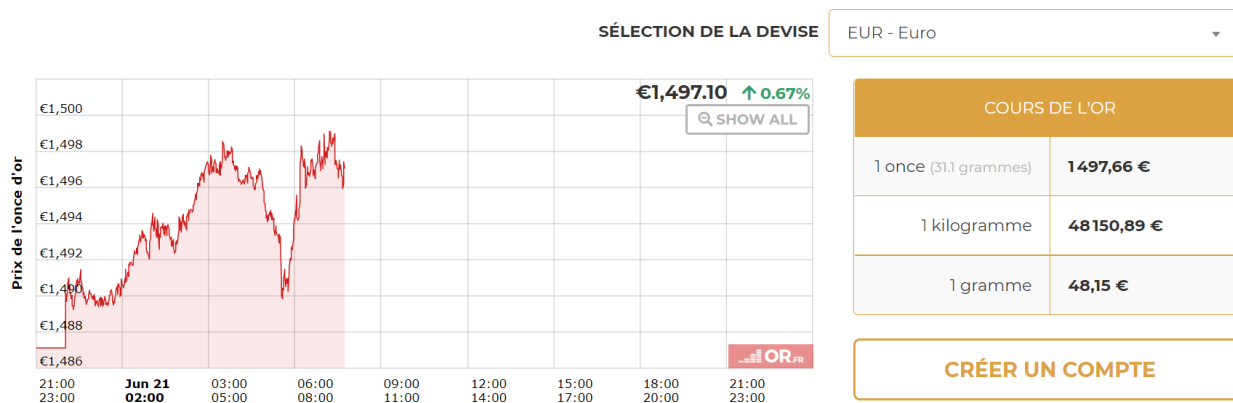 SÉLECTION DE LA DEVISE
EUR - Euro
€1,497.10 0.67%
SHOW ALL
Prix de l'once d'or
€1,500
€1,498
€1,496
€1,494
€1,492
€1,490
€1,488
€1,486
OR.FR
21:00 Jun 21 03:00 06:00 09:00 12:00 15:00 18:00 21:00
23:00 02:00 05:00 08:00 11:00 14:00 17:00 20:00 23:00
COURS DE L'OR
1 once (31.1 grammes) 1 497,66 €
1 kilogramme 48 150,89 €
1 gramme 48,15 €
CRÉER UN COMPTE